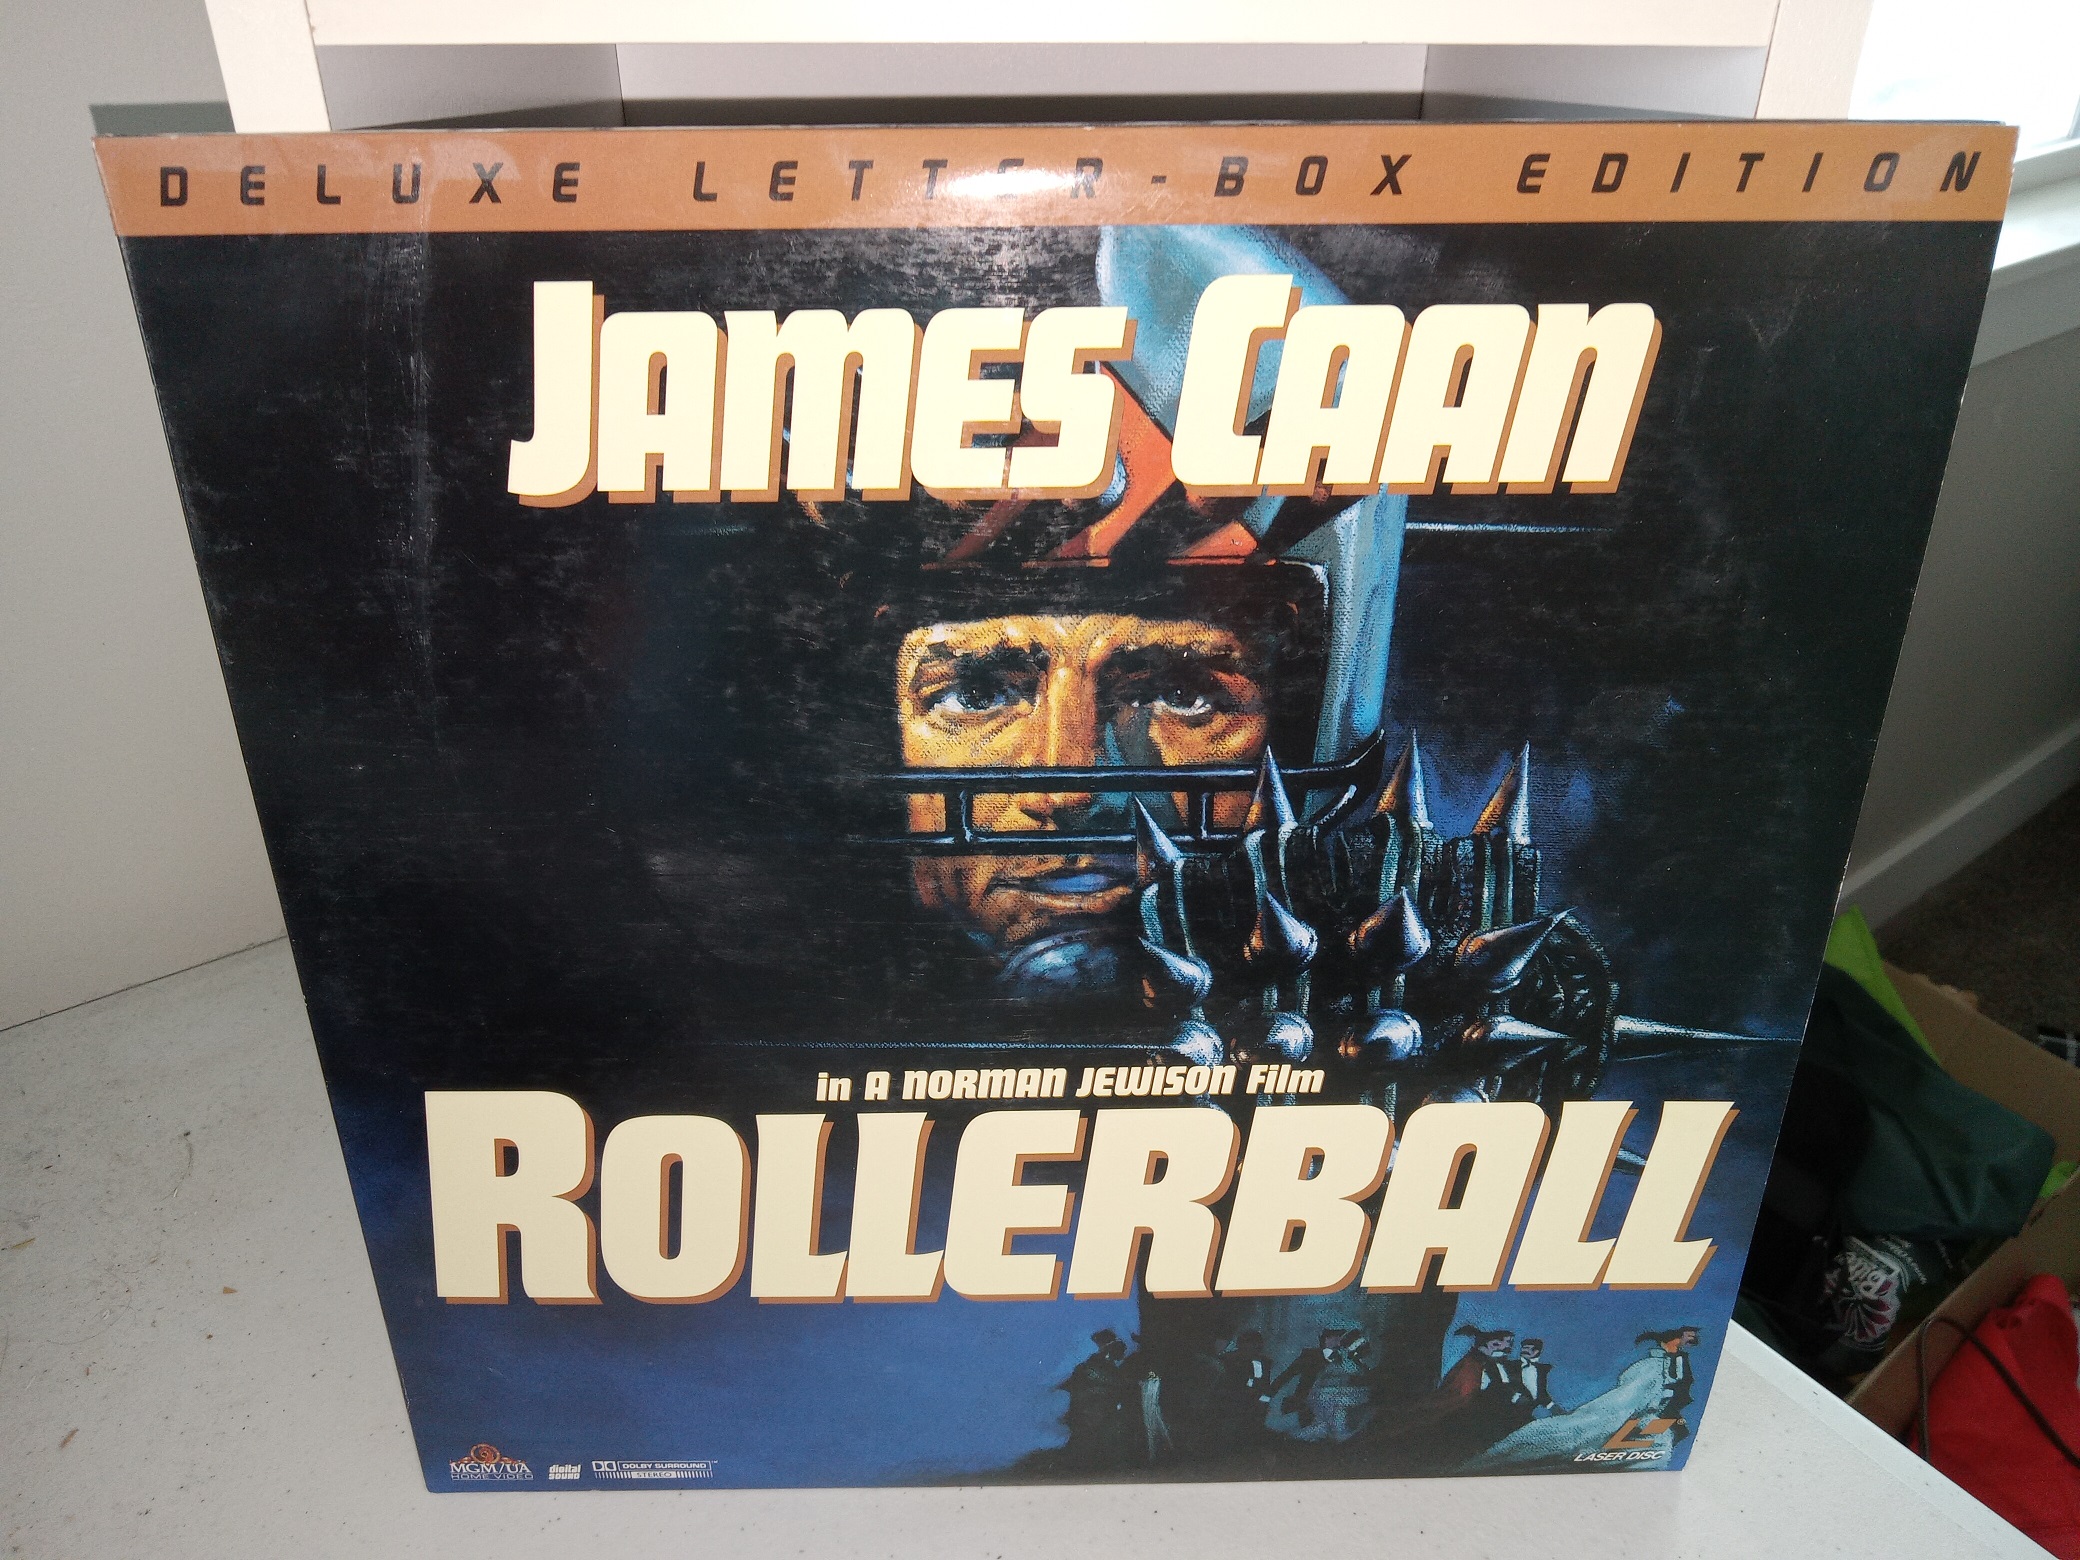 DELUXE LETTER-BOX EDITION
JAMES CAAN
in A NORMAN JEWISON Film
ROLLERBALL
MGM/UA
HOME VIDEO
digital
SOUND
DOLBY SURROUND
STEREO
LASER DISC